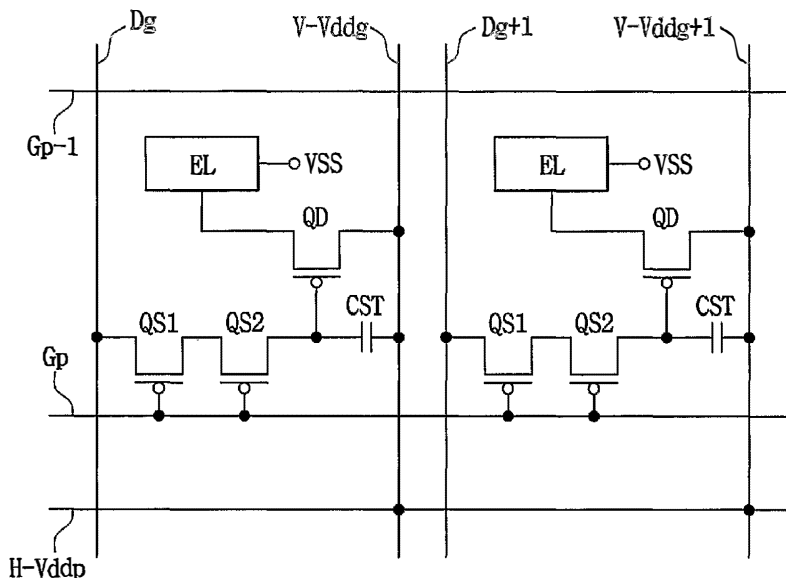 Dg V-Vddg Dg+1 V-Vddg+1
Gp-1
EL VSS EL VSS
QD QD
CST CST
QS1 QS2 QS1 QS2
Gp
H-Vddp